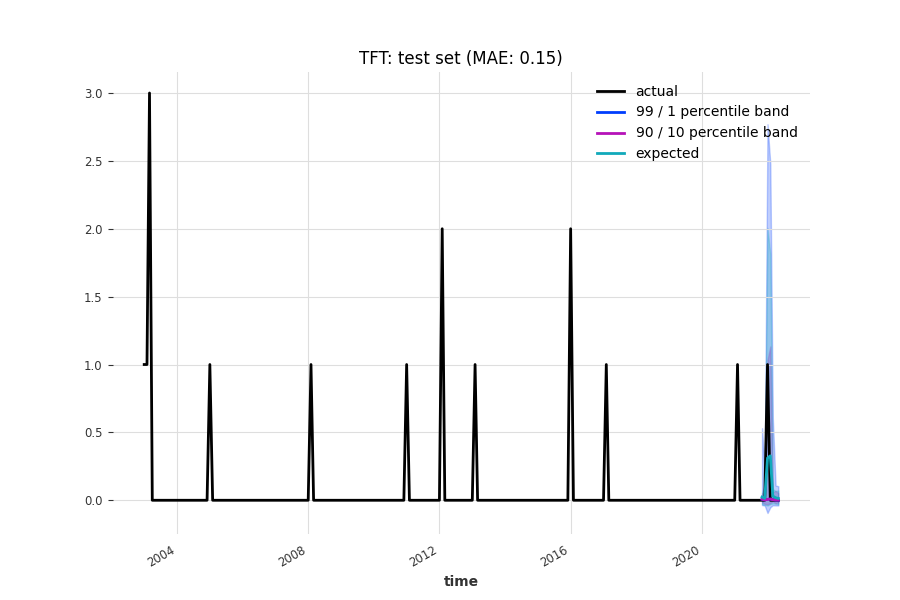 TFT: test set (MAE: 0.15)
actual
99 / 1 percentile band
90 / 10 percentile band
expected
3.0
2.5
2.0
1.5
1.0
0.5
0.0
2004
2008
2012
2016
2020
time